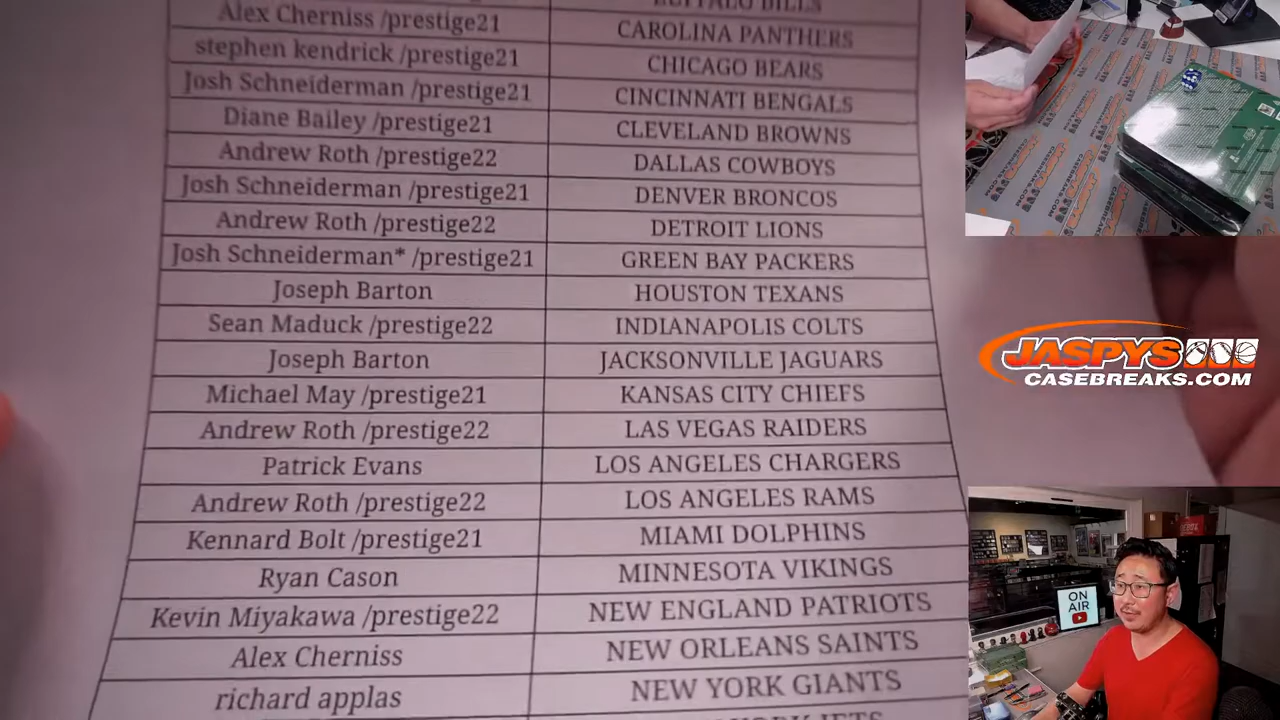 BUFFALO BILLS
Alex Cherniss /prestige21 CAROLINA PANTHERS
stephen kendrick /prestige21 CHICAGO BEARS
Josh Schneiderman /prestige21 CINCINNATI BENGALS
Diane Bailey /prestige21 CLEVELAND BROWNS
Andrew Roth /prestige22 DALLAS COWBOYS
Josh Schneiderman /prestige21 DENVER BRONCOS
Andrew Roth /prestige22 DETROIT LIONS
Josh Schneiderman* /prestige21 GREEN BAY PACKERS
Joseph Barton HOUSTON TEXANS
Sean Maduck /prestige22 INDIANAPOLIS COLTS
Joseph Barton JACKSONVILLE JAGUARS
Michael May /prestige21 KANSAS CITY CHIEFS
Andrew Roth /prestige22 LAS VEGAS RAIDERS
Patrick Evans LOS ANGELES CHARGERS
Andrew Roth /prestige22 LOS ANGELES RAMS
Kennard Bolt /prestige21 MIAMI DOLPHINS
Ryan Cason MINNESOTA VIKINGS
Kevin Miyakawa /prestige22 NEW ENGLAND PATRIOTS
Alex Cherniss NEW ORLEANS SAINTS
richard applas NEW YORK GIANTS
JETS
JASPYS
CASEBREAKS.COM
ON
AIR